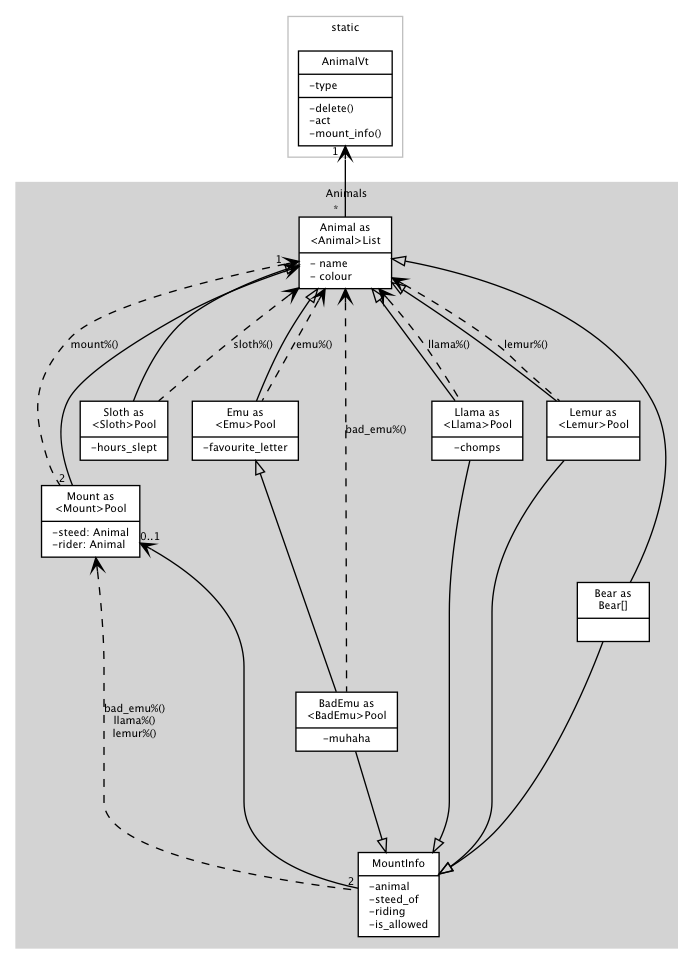 static
AnimalVt
-type
-delete()
-act
-mount_info()
1
Animals
*
Animal as
<Animal>List
- name
- colour
1
mount%()
sloth%()
emu%()
llama%()
lemur%()
Sloth as
<Sloth>Pool
-hours_slept
Emu as
<Emu>Pool
-favourite_letter
bad_emu%()
Llama as
<Llama>Pool
-chomps
Lemur as
<Lemur>Pool
2
Mount as
<Mount>Pool
-steed: Animal
-rider: Animal
0..1
Bear as
Bear[]
bad_emu%()
llama%()
lemur%()
BadEmu as
<BadEmu>Pool
-muhaha
2
MountInfo
-animal
-steed_of
-riding
-is_allowed